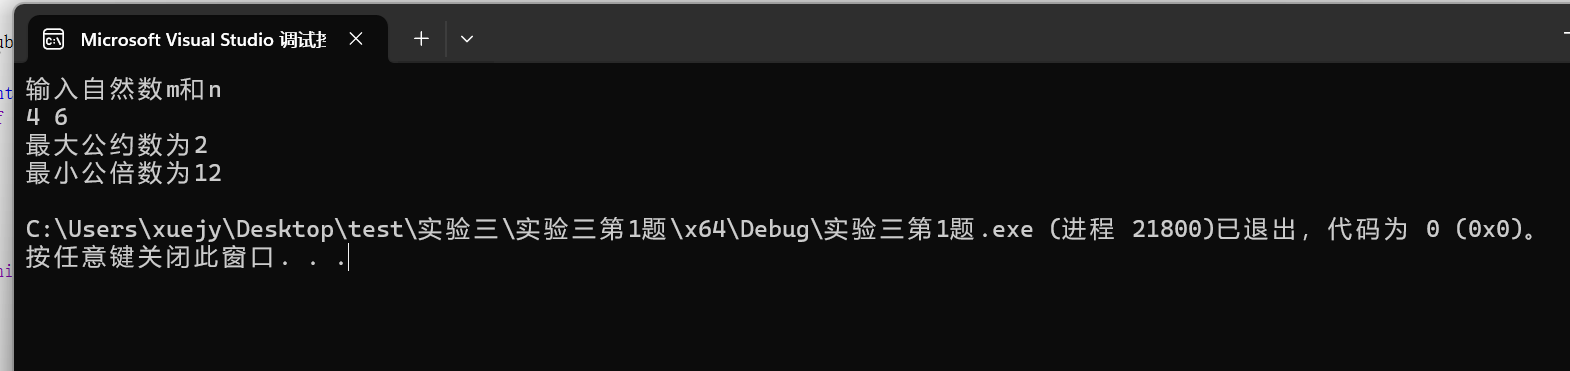 Microsoft Visual Studio 调试控
输入自然数m和n
4 6
最大公约数为2
最小公倍数为12
C:\Users\xuejy\Desktop\test\实验三\实验三第1题\x64\Debug\实验三第1题.exe (进程 21800)已退出，代码为 0 (0x0)。
按任意键关闭此窗口. . .